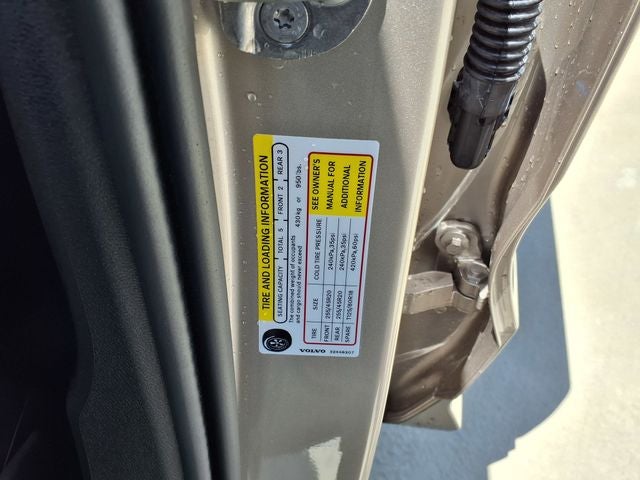 TIRE AND LOADING INFORMATION
SEATING CAPACITY TOTAL 5 FRONT 2 REAR 3
The combined weight of occupants
and cargo should never exceed 430 kg or 950 lbs.
TIRE SIZE COLD TIRE PRESSURE SEE OWNER'S
FRONT 255/45R20 240kPa,35psi MANUAL FOR
REAR 255/45R20 240kPa,35psi ADDITIONAL
SPARE T125/80R18 420kPa,60psi INFORMATION
VOLVO